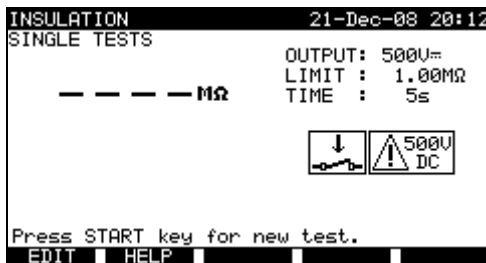 INSULATION 21-Dec-08 20:12
SINGLE TESTS
OUTPUT: 500V⎓
LIMIT : 1.00MΩ
– – – – MΩ TIME : 5s
500V
DC
Press START key for new test.
EDIT HELP